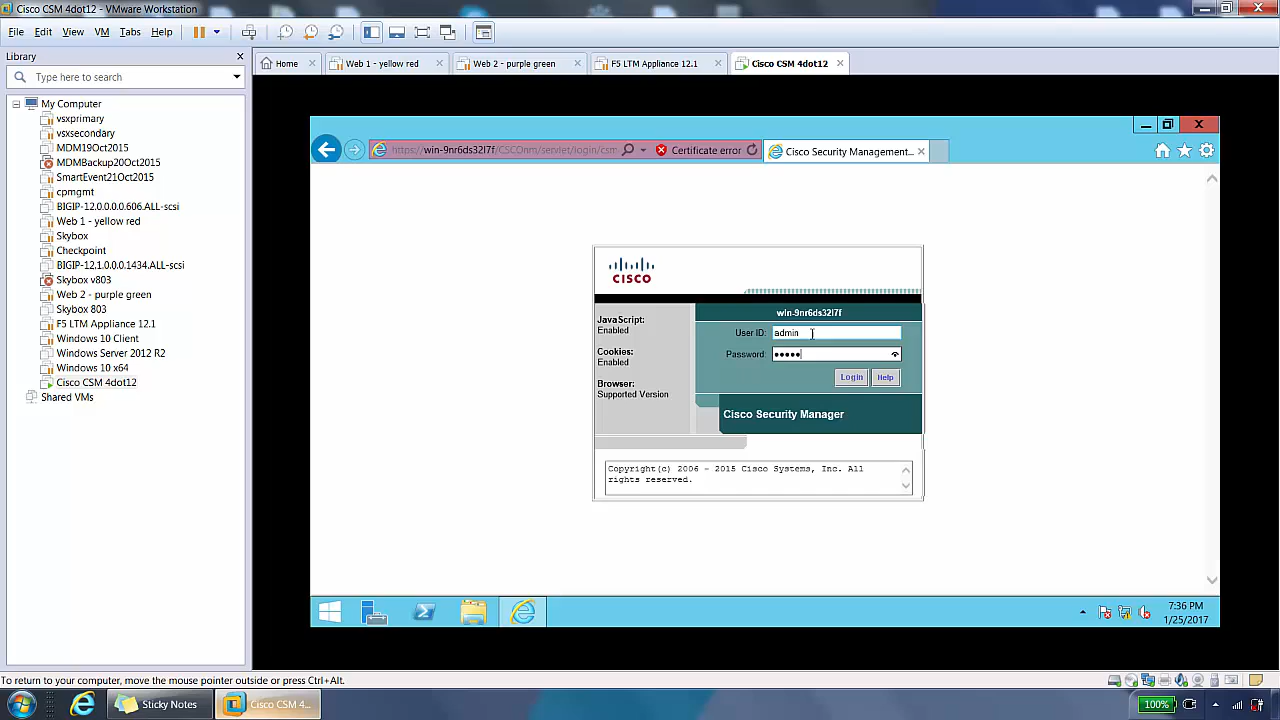 Cisco CSM 4dot12 - VMware Workstation
File Edit View VM Tabs Help
Library
Type here to search
My Computer
vsxprimary
vsxsecondary
MDM19Oct2015
MDMBackup20Oct2015
SmartEvent21Oct2015
cpmgmt
BIGIP-12.0.0.0.606.ALL-scsi
Web 1 - yellow red
Skybox
Checkpoint
BIGIP-12.1.0.0.1434.ALL-scsi
Skybox v803
Web 2 - purple green
Skybox 803
F5 LTM Appliance 12.1
Windows 10 Client
Windows Server 2012 R2
Windows 10 x64
Cisco CSM 4dot12
Shared VMs
Home Web 1 - yellow red Web 2 - purple green F5 LTM Appliance 12.1 Cisco CSM 4dot12
https://win-9nr6ds32l7f/CSCOnm/servlet/login/csm Certificate error Cisco Security Management...
CISCO
JavaScript:
Enabled
Cookies:
Enabled
Browser:
Supported Version
win-9nr6ds32l7f
User ID: admin
Password: •••••
Login Help
Cisco Security Manager
Copyright(c) 2006 - 2015 Cisco Systems, Inc. All
rights reserved.
7:36 PM
1/25/2017
To return to your computer, move the mouse pointer outside or press Ctrl+Alt.
Sticky Notes Cisco CSM 4...
100%